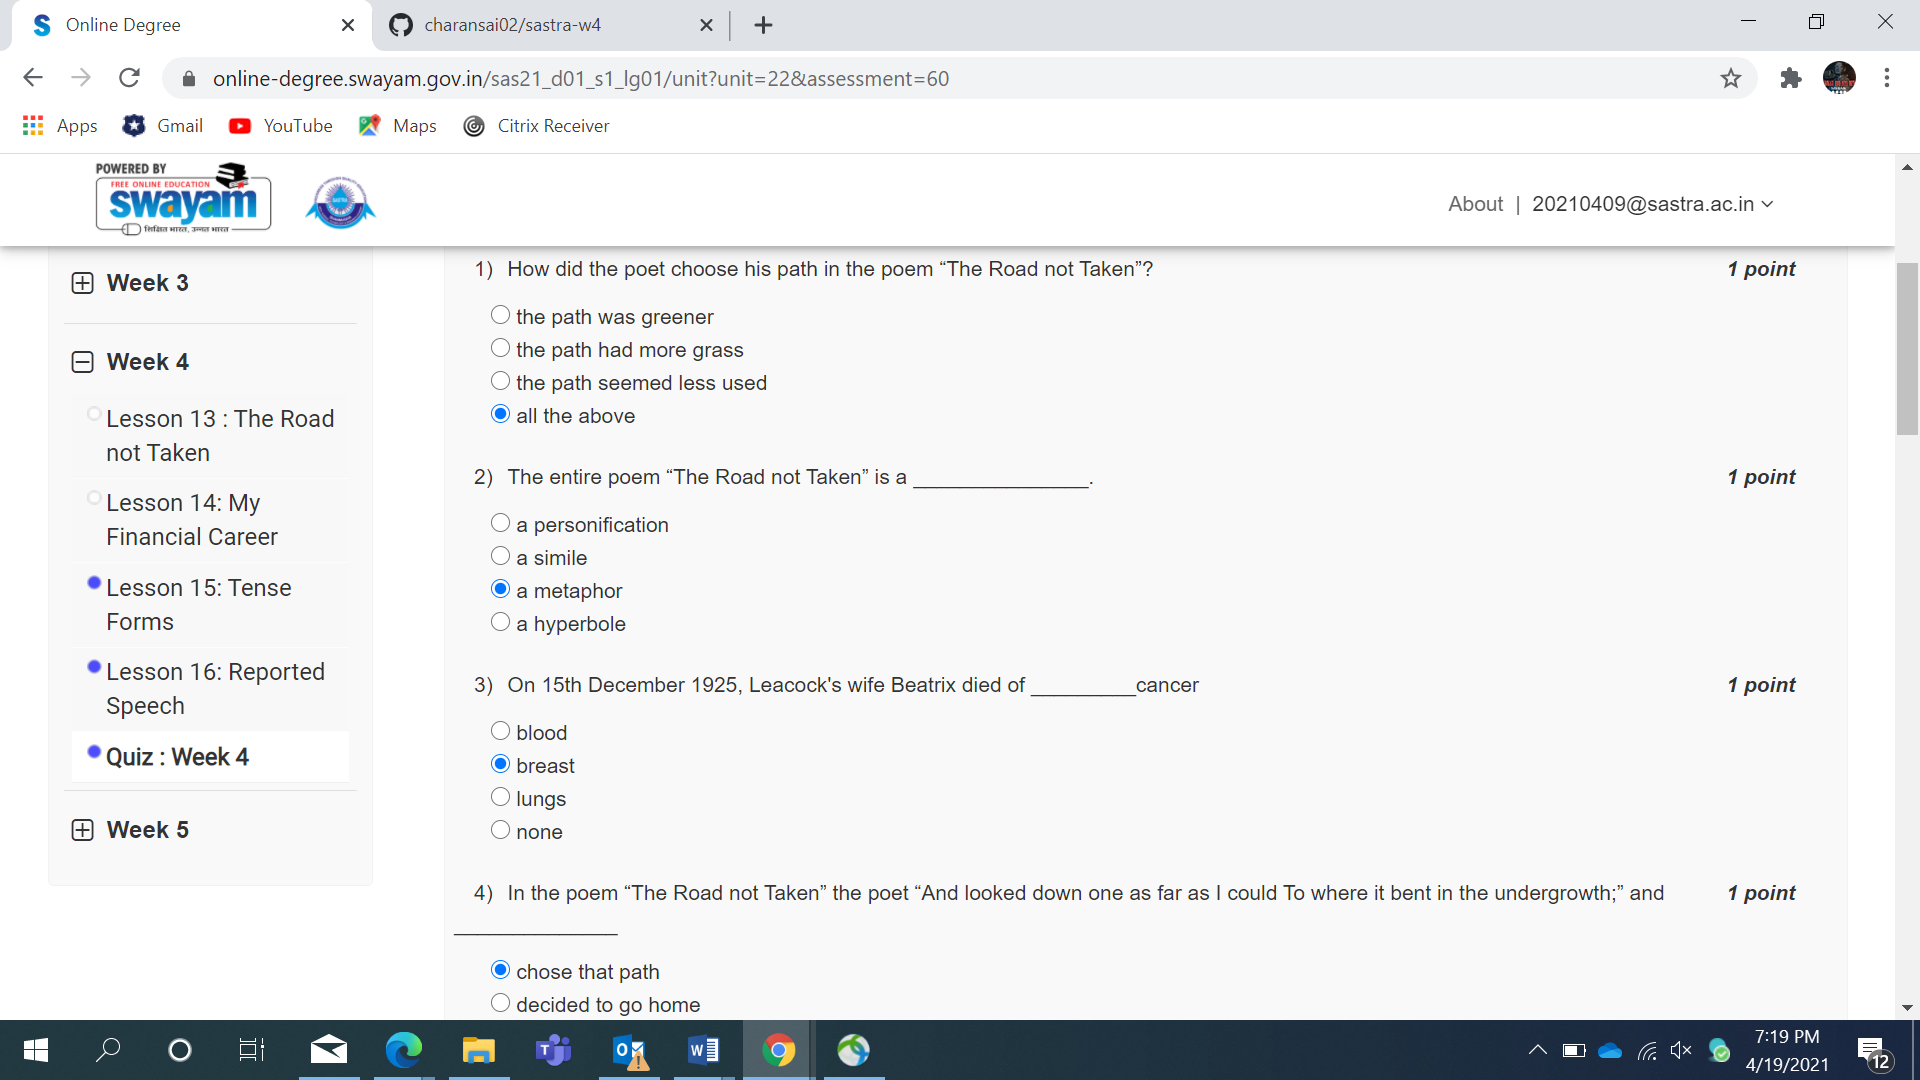 Online Degree
charansai02/sastra-w4
online-degree.swayam.gov.in/sas21_d01_s1_lg01/unit?unit=22&assessment=60
Apps
Gmail
YouTube
Maps
Citrix Receiver
POWERED BY
FREE ONLINE EDUCATION
swayam
शिक्षित भारत, उन्नत भारत
About | 20210409@sastra.ac.in
Week 3
Week 4
Lesson 13 : The Road
not Taken
Lesson 14: My
Financial Career
Lesson 15: Tense
Forms
Lesson 16: Reported
Speech
Quiz : Week 4
Week 5
1) How did the poet choose his path in the poem “The Road not Taken”? 1 point
the path was greener
the path had more grass
the path seemed less used
all the above
2) The entire poem “The Road not Taken” is a _______________. 1 point
a personification
a simile
a metaphor
a hyperbole
3) On 15th December 1925, Leacock's wife Beatrix died of _________cancer 1 point
blood
breast
lungs
none
4) In the poem “The Road not Taken” the poet “And looked down one as far as I could To where it bent in the undergrowth;” and 1 point
______________
chose that path
decided to go home
7:19 PM
4/19/2021
12